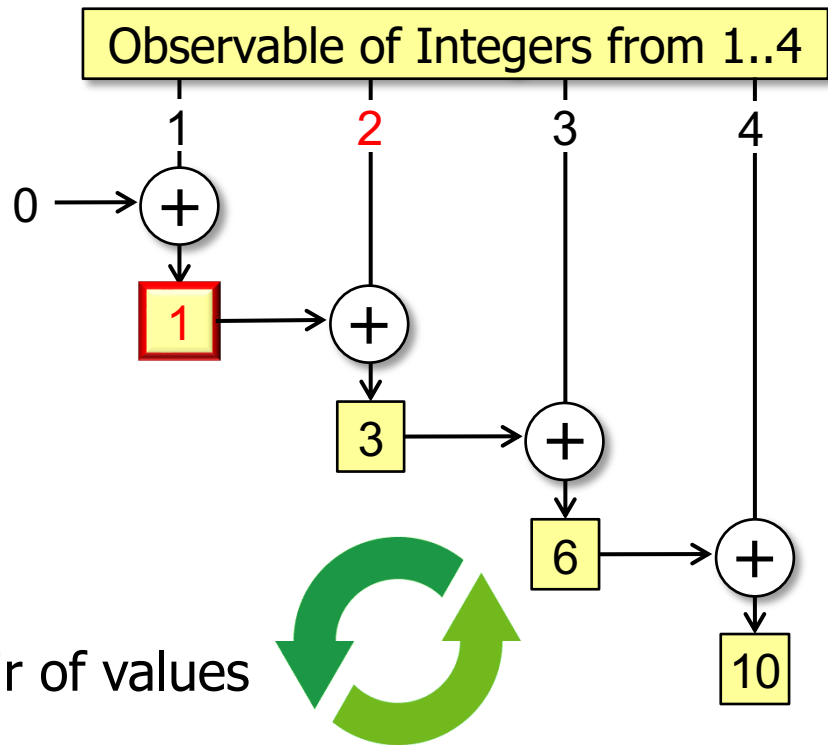 Observable of Integers from 1..4
1 2 3 4
0 +
1 +
3 +
6 +
of values
10